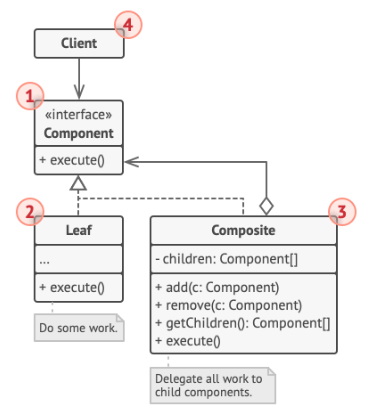 4
Client
1
«interface»
Component
+ execute()
2
Leaf
...
+ execute()
Do some work.
3
Composite
- children: Component[]
+ add(c: Component)
+ remove(c: Component)
+ getChildren(): Component[]
+ execute()
Delegate all work to
child components.